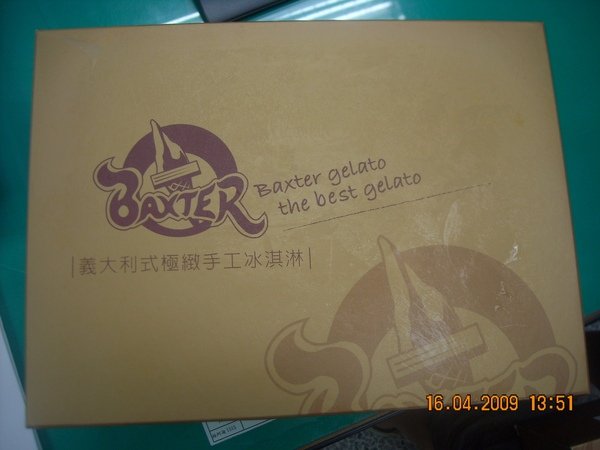 BAXTER
Baxter gelato
the best gelato
|義大利式極緻手工冰淇淋|
16.04.2009 13:51